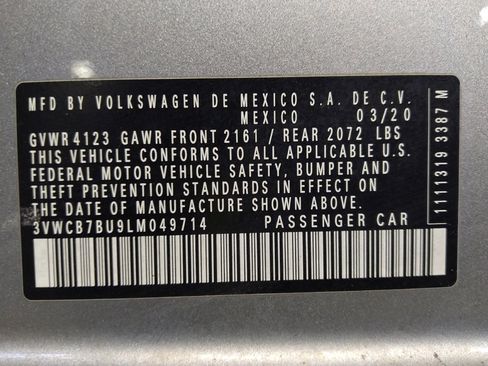 MFD BY VOLKSWAGEN DE MEXICO S.A. DE C.V.
MEXICO 03/20
GVWR 4123 GAWR FRONT 2161 / REAR 2072 LBS
THIS VEHICLE CONFORMS TO ALL APPLICABLE U.S.
FEDERAL MOTOR VEHICLE SAFETY, BUMPER AND
THEFT PREVENTION STANDARDS IN EFFECT ON
THE DATE OF MANUFACTURE SHOWN ABOVE.
3VWCB7BU9LM049714 PASSENGER CAR
1111319 3387 M